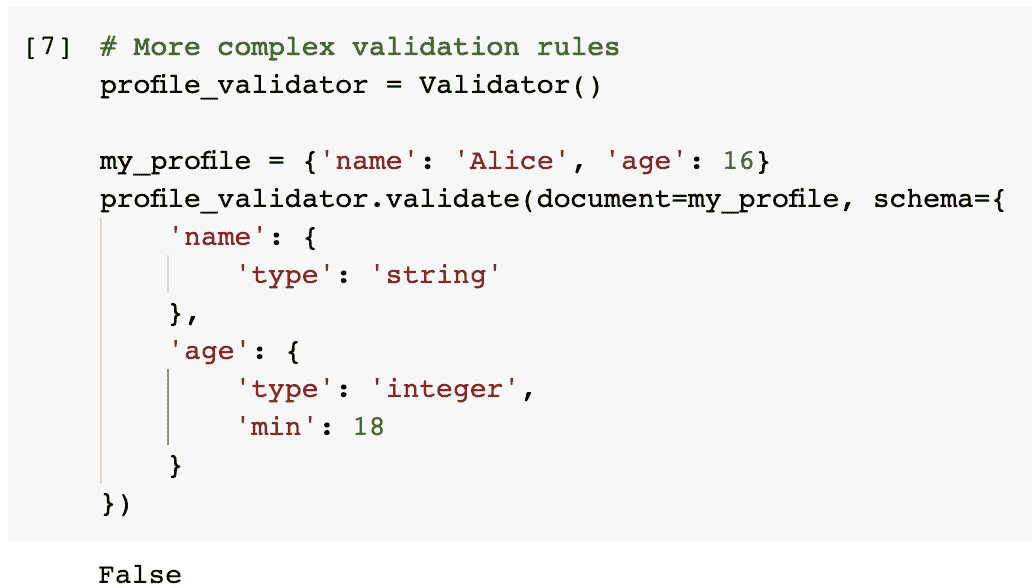 [7] # More complex validation rules
profile_validator = Validator()
my_profile = {'name': 'Alice', 'age': 16}
profile_validator.validate(document=my_profile, schema={
'name': {
'type': 'string'
},
'age': {
'type': 'integer',
'min': 18
}
})
False